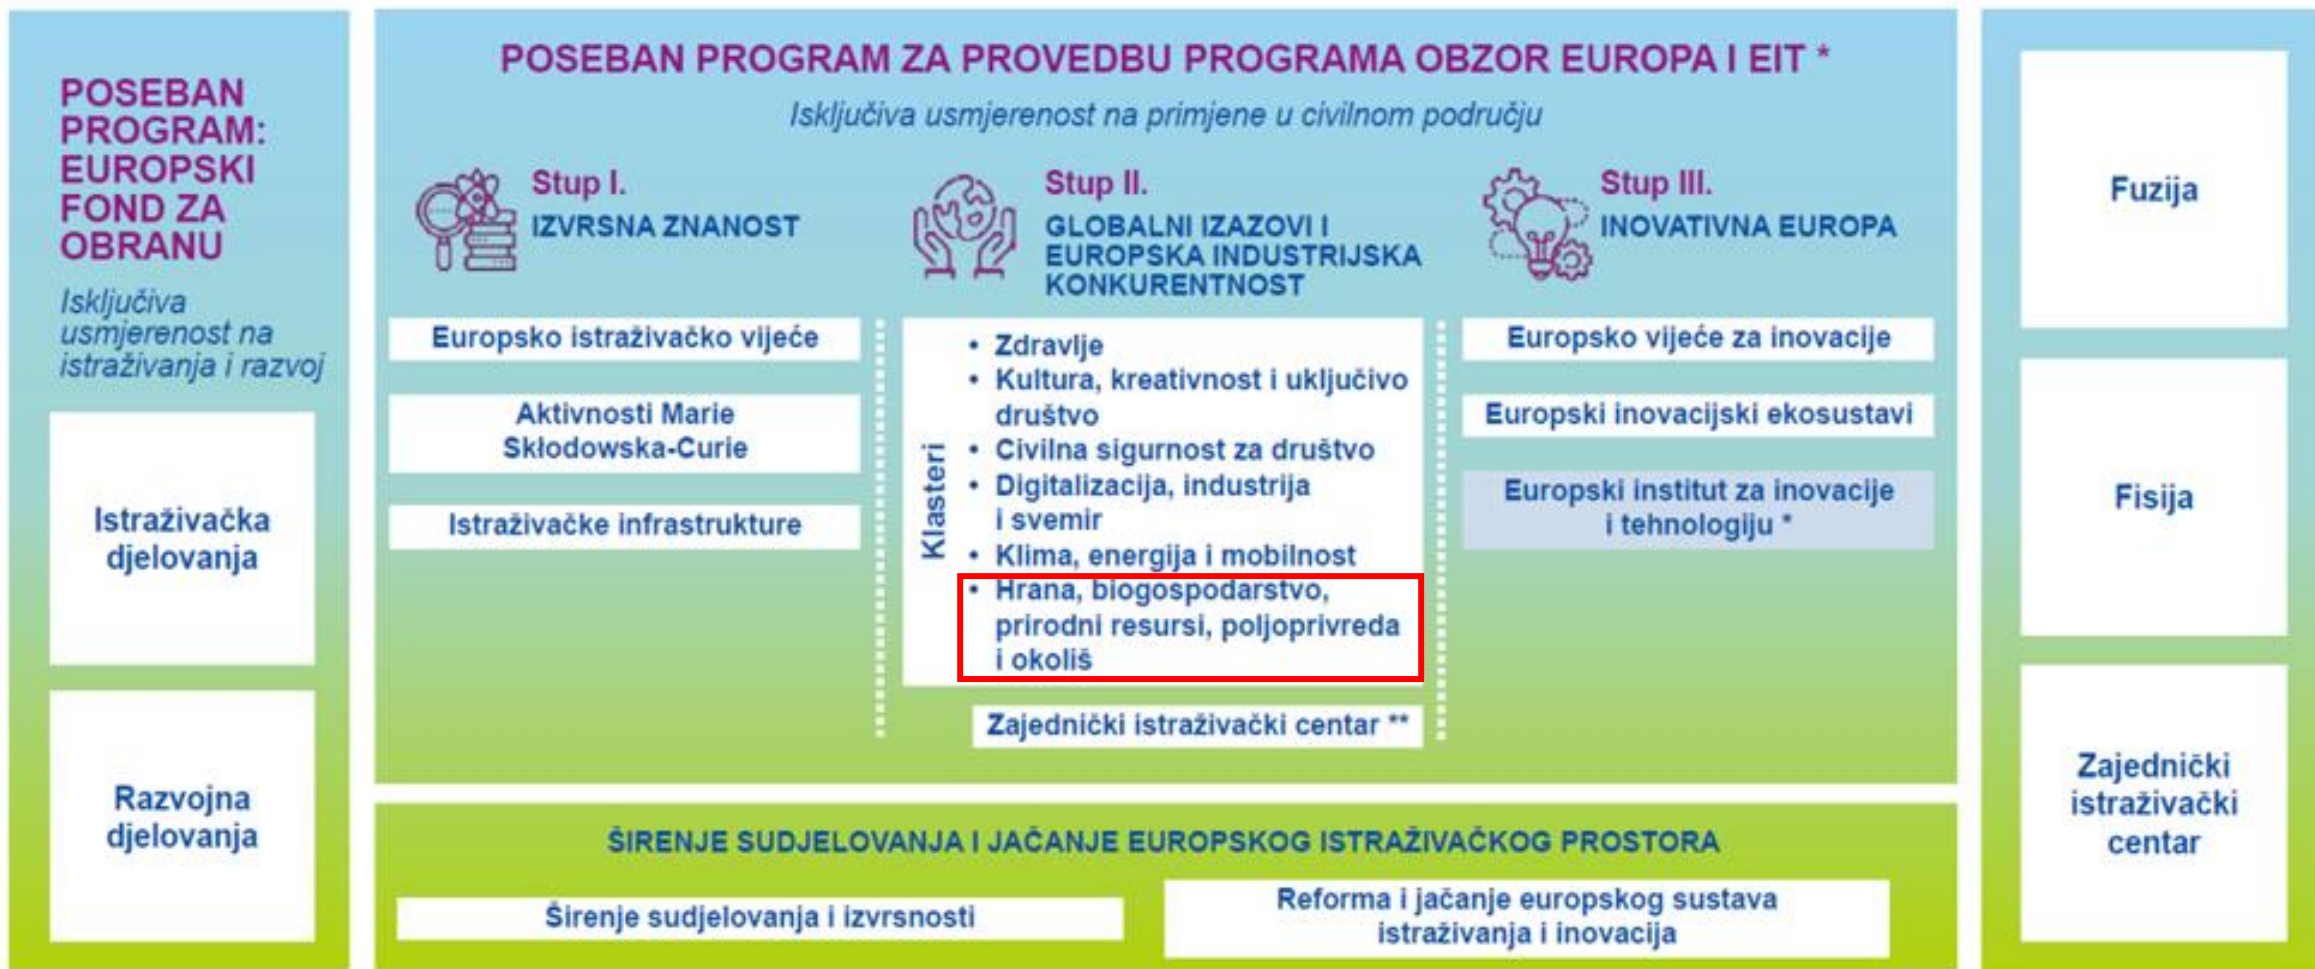 POSEBAN
PROGRAM:
EUROPSKI
FOND ZA
OBRANU
Isključiva
usmjerenost na
istraživanja i razvoj
Istraživačka
djelovanja
Razvojna
djelovanja
POSEBAN PROGRAM ZA PROVEDBU PROGRAMA OBZOR EUROPA I EIT *
Isključiva usmjerenost na primjene u civilnom području
Stup I.
IZVRSNA ZNANOST
Europsko istraživačko vijeće
Aktivnosti Marie
Skłodowska-Curie
Istraživačke infrastrukture
Stup II.
GLOBALNI IZAZOVI I
EUROPSKA INDUSTRIJSKA
KONKURENTNOST
Klasteri
• Zdravlje
• Kultura, kreativnost i uključivo
društvo
• Civilna sigurnost za društvo
• Digitalizacija, industrija
i svemir
• Klima, energija i mobilnost
• Hrana, biogospodarstvo,
prirodni resursi, poljoprivreda
i okoliš
Zajednički istraživački centar **
Stup III.
INOVATIVNA EUROPA
Europsko vijeće za inovacije
Europski inovacijski ekosustavi
Europski institut za inovacije
i tehnologiju *
ŠIRENJE SUDJELOVANJA I JAČANJE EUROPSKOG ISTRAŽIVAČKOG PROSTORA
Širenje sudjelovanja i izvrsnosti
Reforma i jačanje europskog sustava
istraživanja i inovacija
Fuzija
Fisija
Zajednički
istraživački
centar